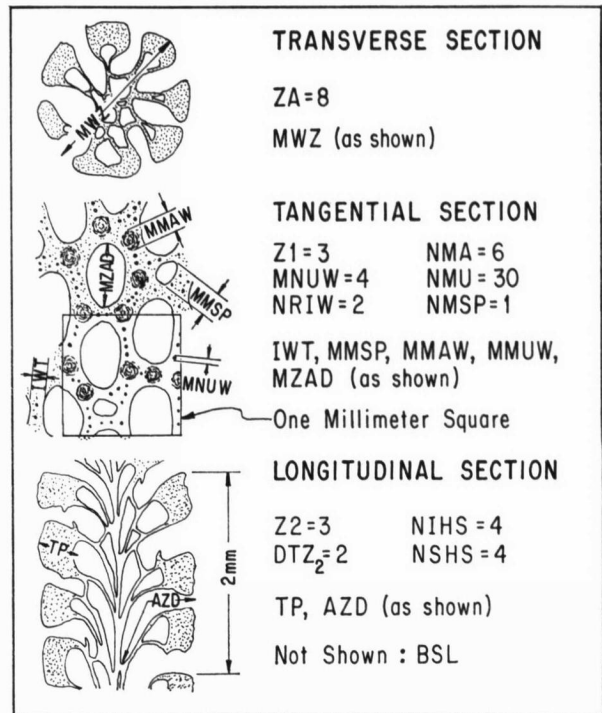 TRANSVERSE SECTION
ZA=8
MWZ (as shown)
MWZ
TANGENTIAL SECTION
Z1=3 NMA=6
MNUW=4 NMU=30
NRIW=2 NMSP=1
IWT, MMSP, MMAW, MMUW,
MZAD (as shown)
One Millimeter Square
MMAW
MZAD
MMSP
IWT
MNUW
LONGITUDINAL SECTION
Z2=3 NIHS=4
DTZ₂=2 NSHS=4
TP, AZD (as shown)
Not Shown : BSL
TP
AZD
2mm